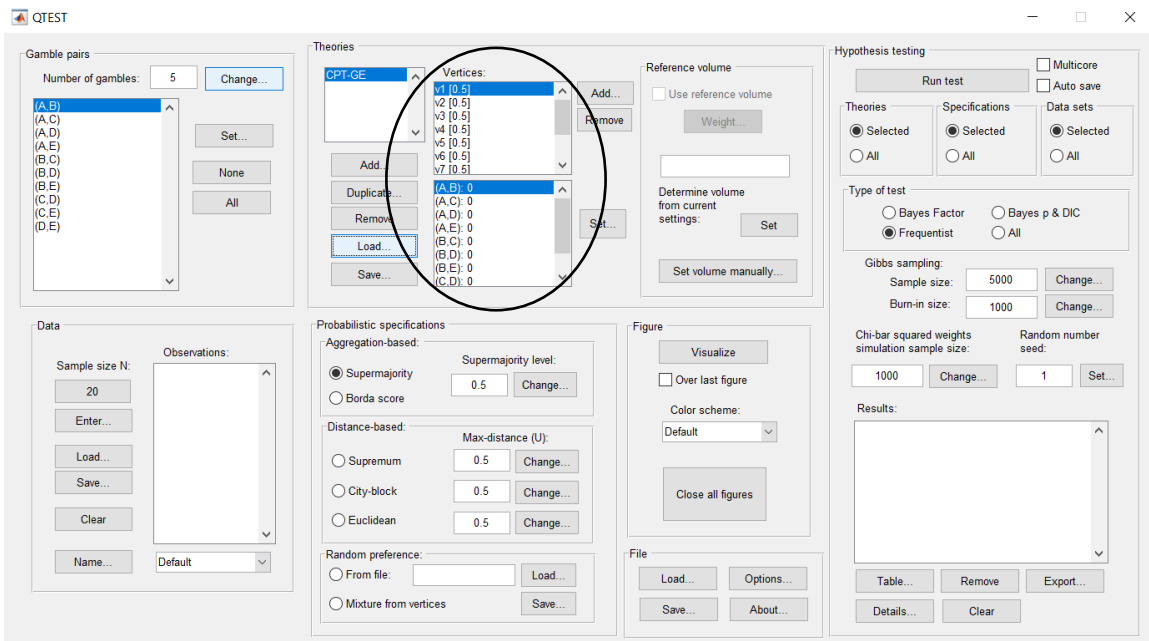 QTEST
Gamble pairs
Number of gambles: 5 Change...
(A,B)
(A,C)
(A,D)
(A,E)
(B,C)
(B,D)
(B,E)
(C,D)
(C,E)
(D,E)
Set...
None
All
Theories
CPT-GE
Add...
Duplicate...
Remove
Load...
Save...
Vertices:
v1 [0.5]
v2 [0.5]
v3 [0.5]
v4 [0.5]
v5 [0.5]
v6 [0.5]
v7 [0.5]
Add...
Remove
(A,B): 0
(A,C): 0
(A,D): 0
(A,E): 0
(B,C): 0
(B,D): 0
(B,E): 0
(C,D): 0
Set...
Reference volume
Use reference volume
Weight...
Determine volume
from current
settings:
Set
Set volume manually...
Hypothesis testing
Run test
Multicore
Auto save
Theories
Selected
All
Specifications
Selected
All
Data sets
Selected
All
Type of test
Bayes Factor Bayes p & DIC
Frequentist All
Gibbs sampling:
Sample size: 5000 Change...
Burn-in size: 1000 Change...
Chi-bar squared weights
simulation sample size:
1000 Change...
Random number
seed:
1 Set...
Results:
Table... Remove Export...
Details... Clear
Data
Sample size N:
20
Enter...
Load...
Save...
Clear
Name... Default
Observations:
Probabilistic specifications
Aggregation-based:
Supermajority
Borda score
Supermajority level:
0.5 Change...
Distance-based:
Max-distance (U):
Supremum 0.5 Change...
City-block 0.5 Change...
Euclidean 0.5 Change...
Random preference:
From file: Load...
Mixture from vertices Save...
Figure
Visualize
Over last figure
Color scheme:
Default
Close all figures
File
Load... Options...
Save... About...